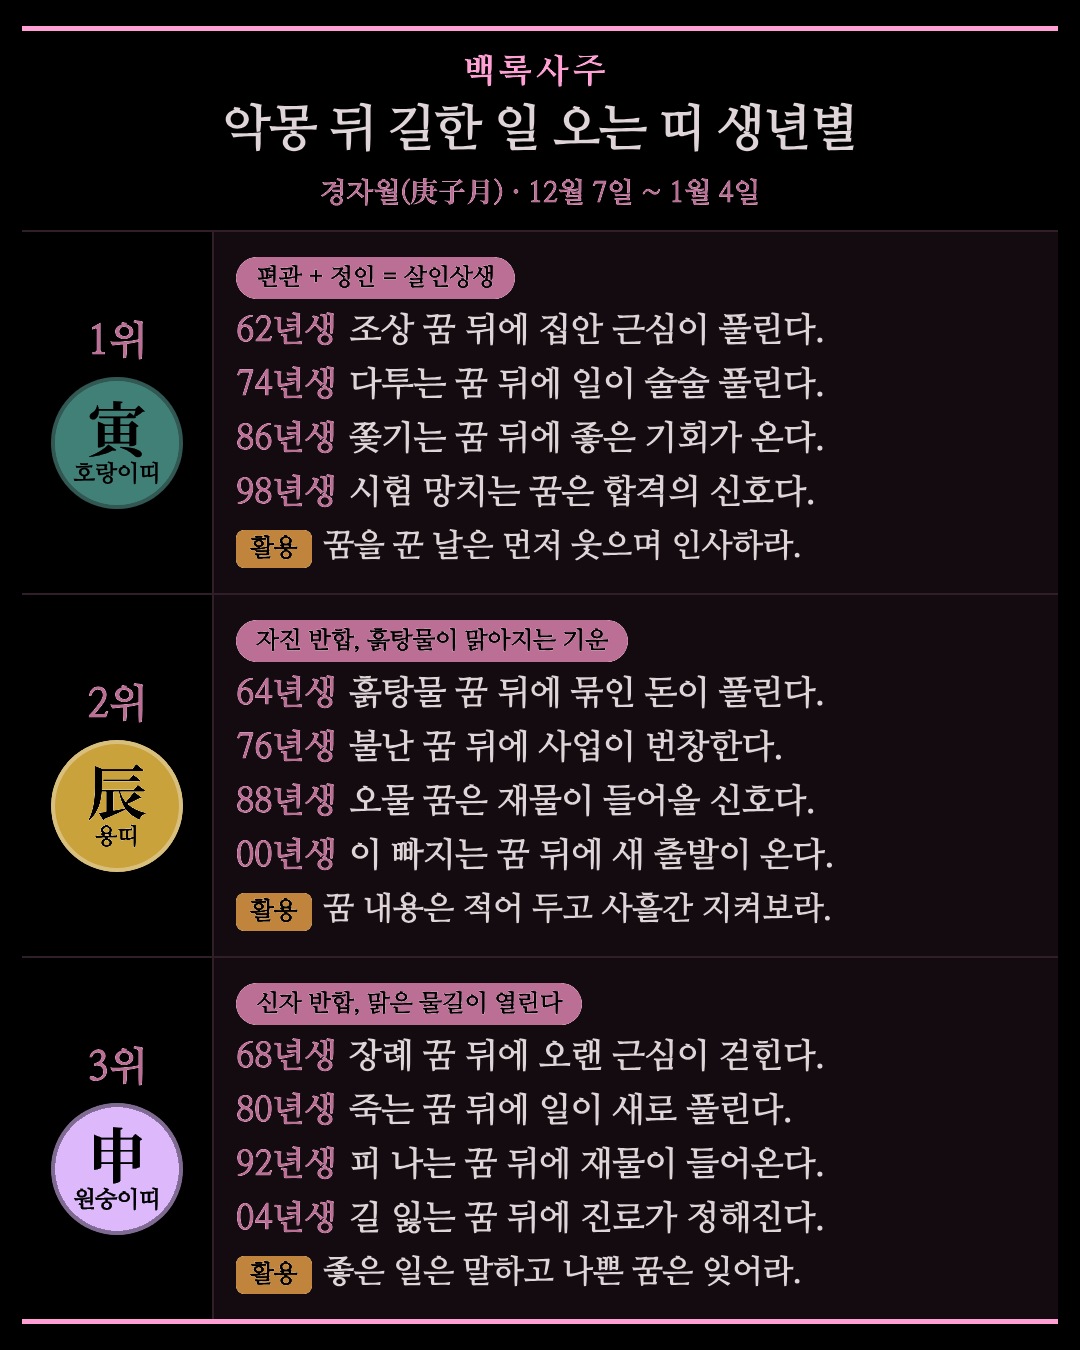 백록사주
악몽 뒤 길한 일 오는 띠 생년별
경자월(庚子月) · 12월 7일 ~ 1월 4일
1위
寅
호랑이띠
편관 + 정인 = 살인상생
62년생 조상 꿈 뒤에 집안 근심이 풀린다.
74년생 다투는 꿈 뒤에 일이 술술 풀린다.
86년생 쫓기는 꿈 뒤에 좋은 기회가 온다.
98년생 시험 망치는 꿈은 합격의 신호다.
활용 꿈을 꾼 날은 먼저 웃으며 인사하라.
2위
辰
용띠
자진 반합, 흙탕물이 맑아지는 기운
64년생 흙탕물 꿈 뒤에 묶인 돈이 풀린다.
76년생 불난 꿈 뒤에 사업이 번창한다.
88년생 오물 꿈은 재물이 들어올 신호다.
00년생 이 빠지는 꿈 뒤에 새 출발이 온다.
활용 꿈 내용은 적어 두고 사흘간 지켜보라.
3위
申
원숭이띠
신자 반합, 맑은 물길이 열린다
68년생 장례 꿈 뒤에 오랜 근심이 걷힌다.
80년생 죽는 꿈 뒤에 일이 새로 풀린다.
92년생 피 나는 꿈 뒤에 재물이 들어온다.
04년생 길 잃는 꿈 뒤에 진로가 정해진다.
활용 좋은 일은 말하고 나쁜 꿈은 잊어라.